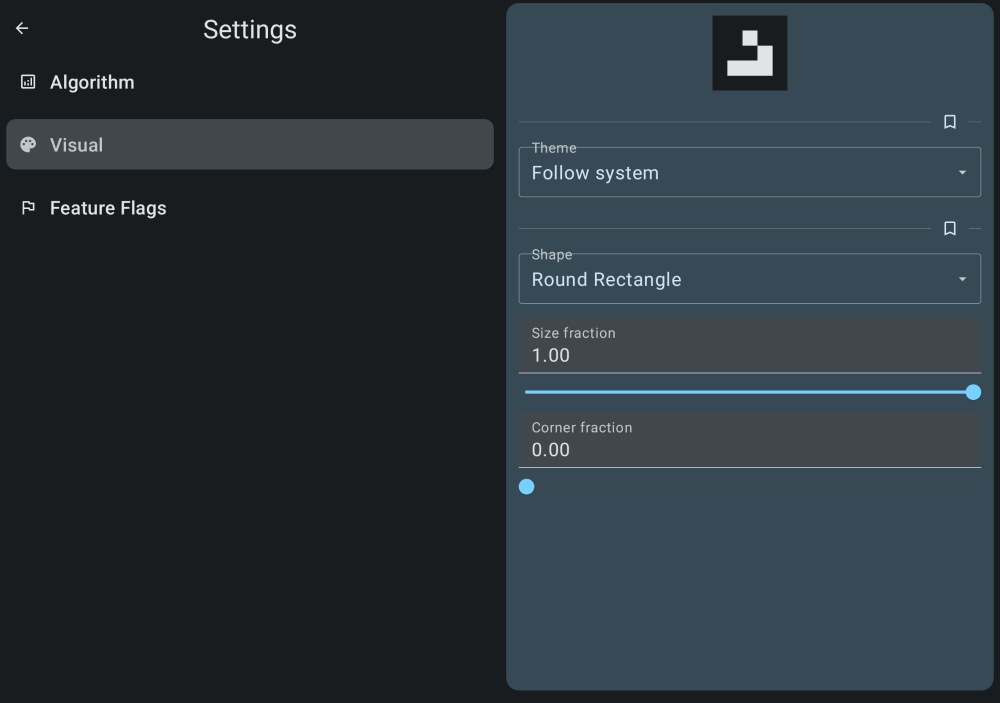 Settings
Algorithm
Visual
Feature Flags
Theme
Follow system
Shape
Round Rectangle
Size fraction
1.00
Corner fraction
0.00